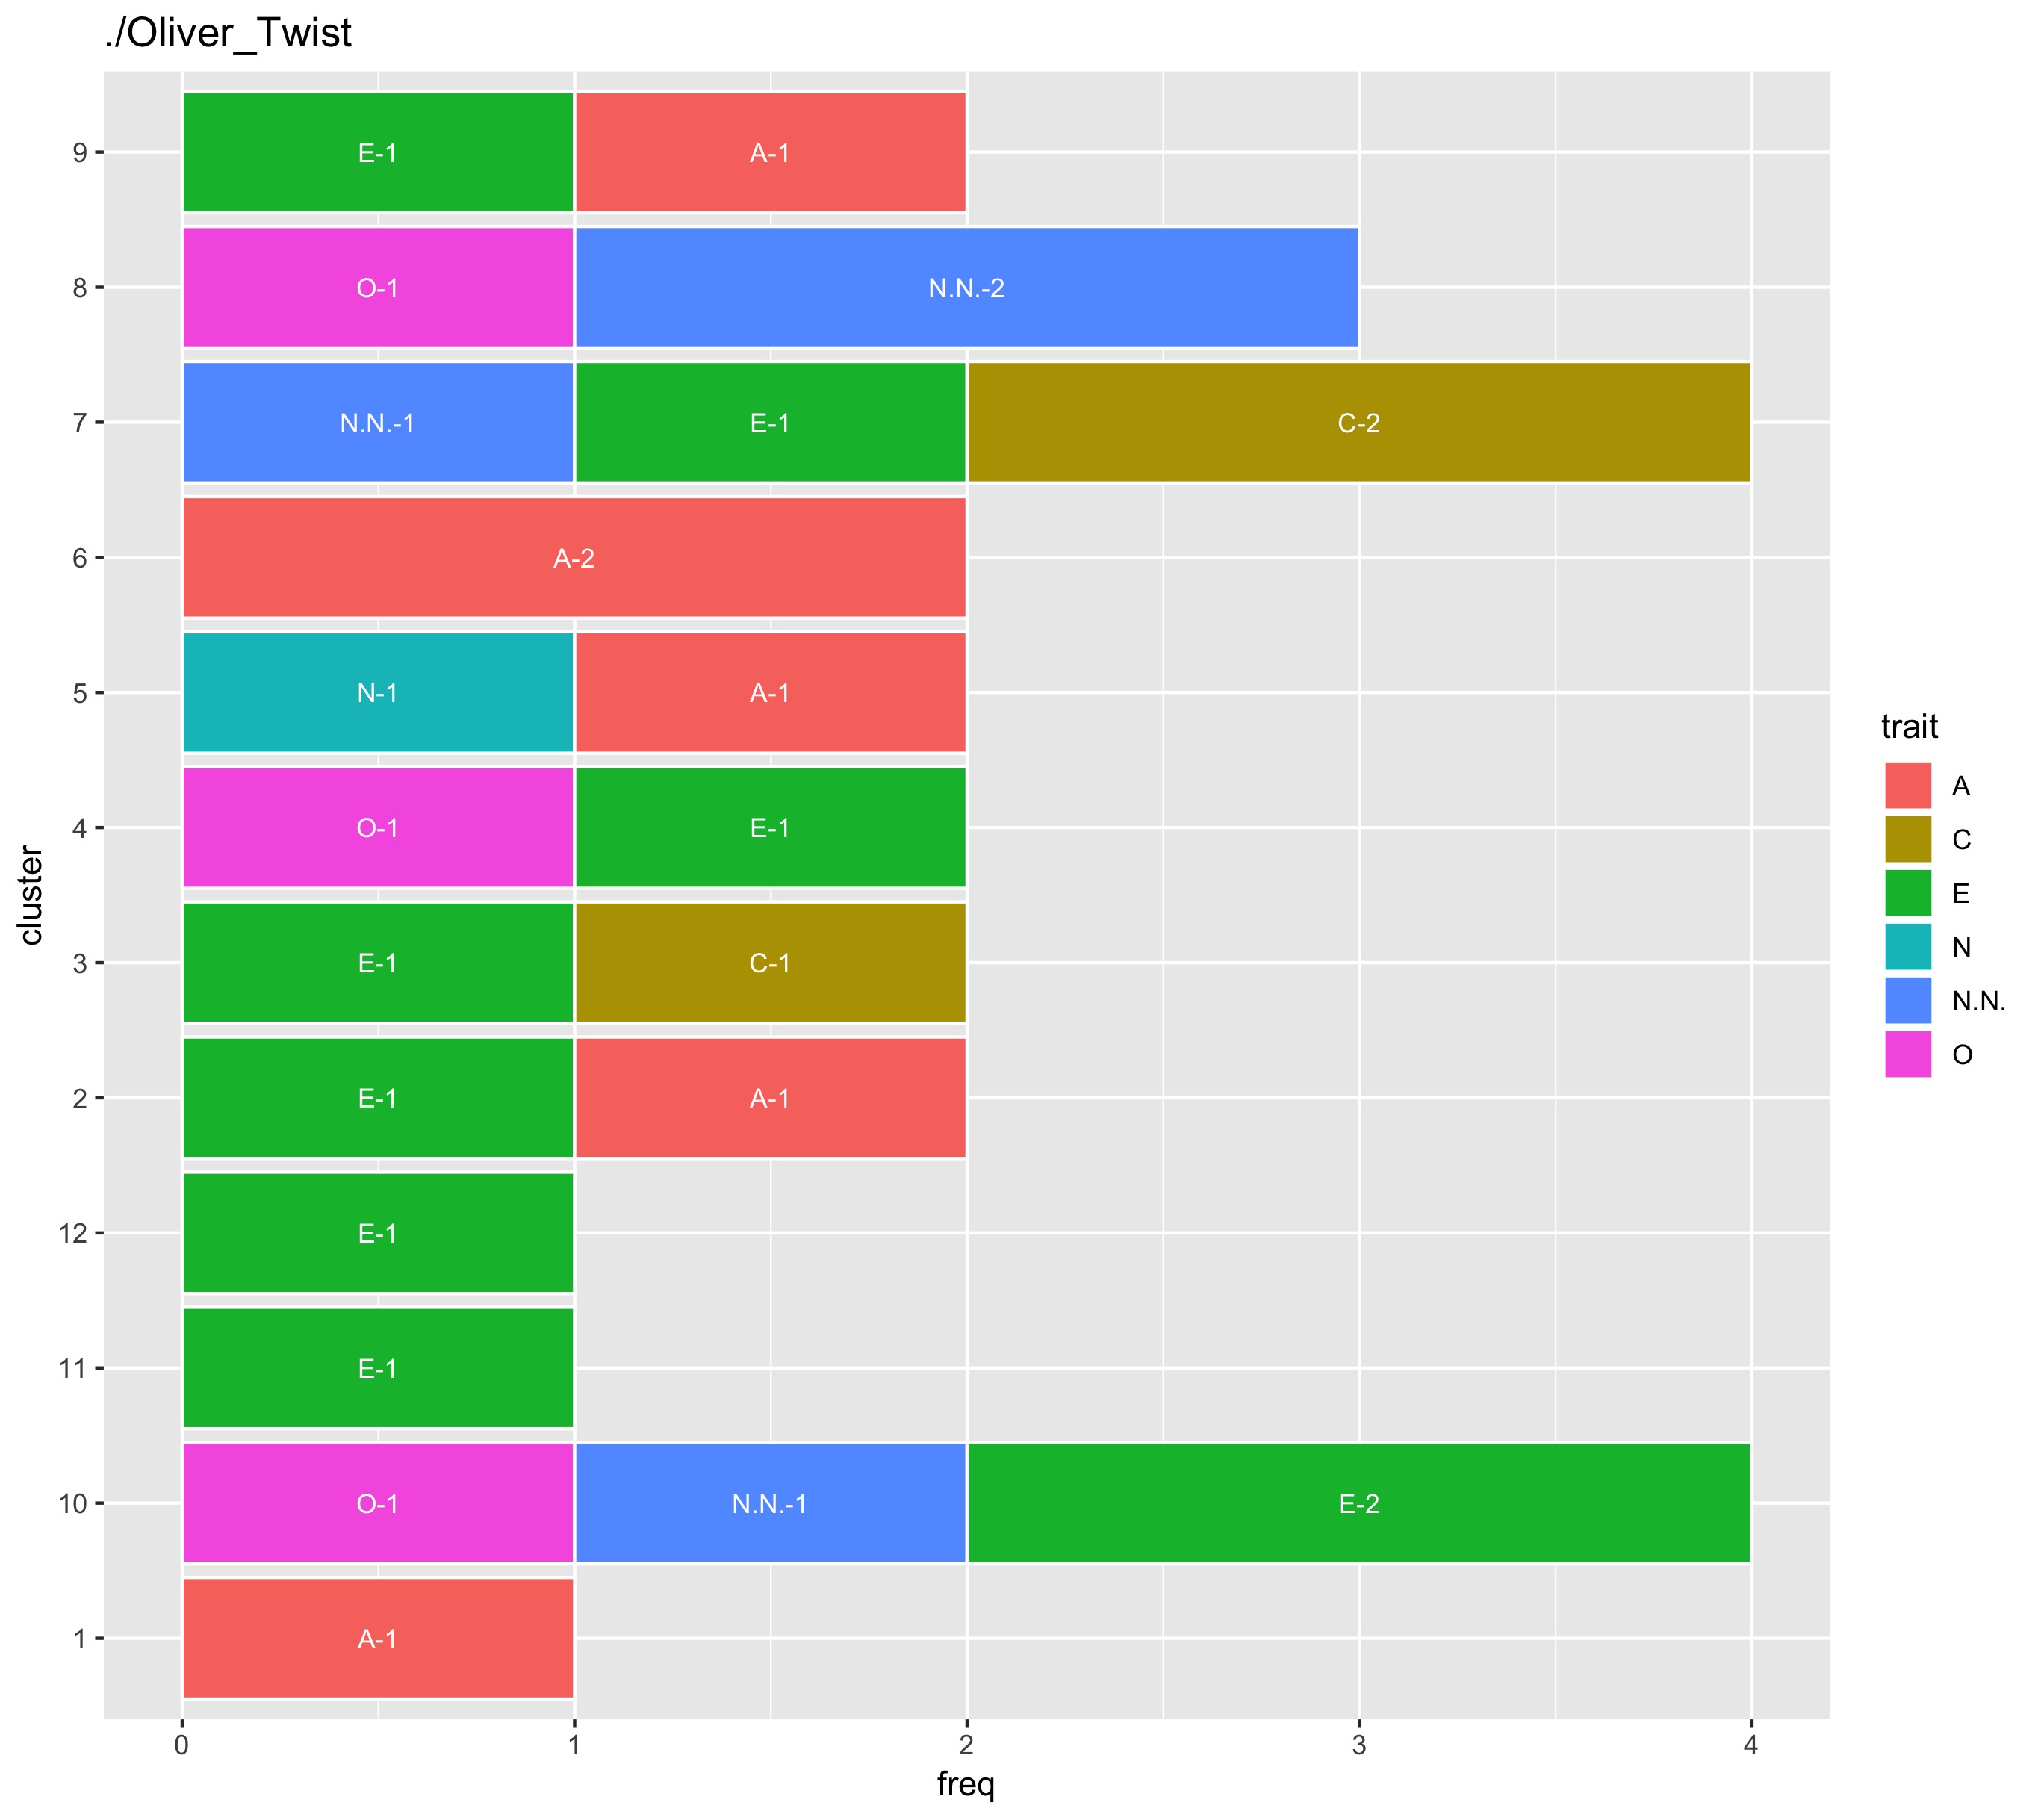 ./Oliver_Twist
9 E-1 A-1
8 O-1 N.N.-2
7 N.N.-1 E-1 C-2
6 A-2
5 N-1 A-1
4 O-1 E-1
3 E-1 C-1
2 E-1 A-1
12 E-1
11 E-1
10 O-1 N.N.-1 E-2
1 A-1
0 1 2 3 4
freq
cluster
trait
A
C
E
N
N.N.
O